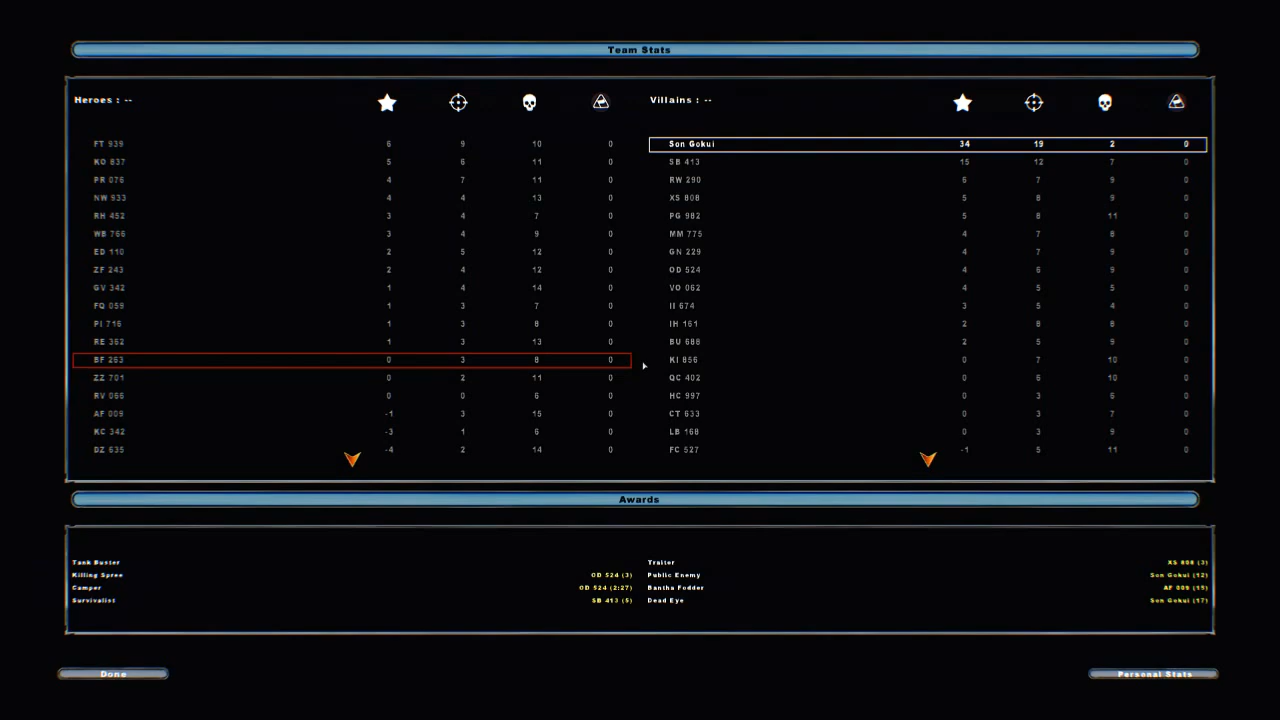 Team Stats
Heroes : -- Villains : --
FT 939 6 9 10 0 Son Gokui 34 19 2 0
KO 837 5 6 11 0 SB 413 15 12 7 0
PR 076 4 7 11 0 RW 290 6 7 9 0
NW 933 4 4 13 0 XS 808 5 8 9 0
RH 452 3 4 7 0 PG 982 5 8 11 0
WB 766 3 4 9 0 MM 775 4 7 8 0
ED 110 2 5 12 0 GN 229 4 7 9 0
ZF 243 2 4 12 0 OD 524 4 6 9 0
GV 342 1 4 14 0 VO 062 4 5 5 0
FQ 059 1 3 7 0 II 674 3 5 4 0
PI 715 1 3 8 0 IH 161 2 8 8 0
RE 362 1 3 13 0 BU 688 2 5 9 0
BF 263 0 3 8 0 KI 856 0 7 10 0
ZZ 701 0 2 11 0 QC 402 0 6 10 0
RV 066 0 0 6 0 HC 997 0 3 6 0
AF 009 -1 3 15 0 CT 633 0 3 7 0
KC 342 -3 1 6 0 LB 168 0 3 9 0
DZ 635 -4 2 14 0 FC 527 -1 5 11 0
Awards
Tank Buster Traitor XS 808 (3)
Killing Spree OD 524 (3) Public Enemy Son Gokui (12)
Camper OD 524 (2:27) Bantha Fodder AF 009 (15)
Survivalist SB 413 (5) Dead Eye Son Gokui (17)
Done Personal Stats